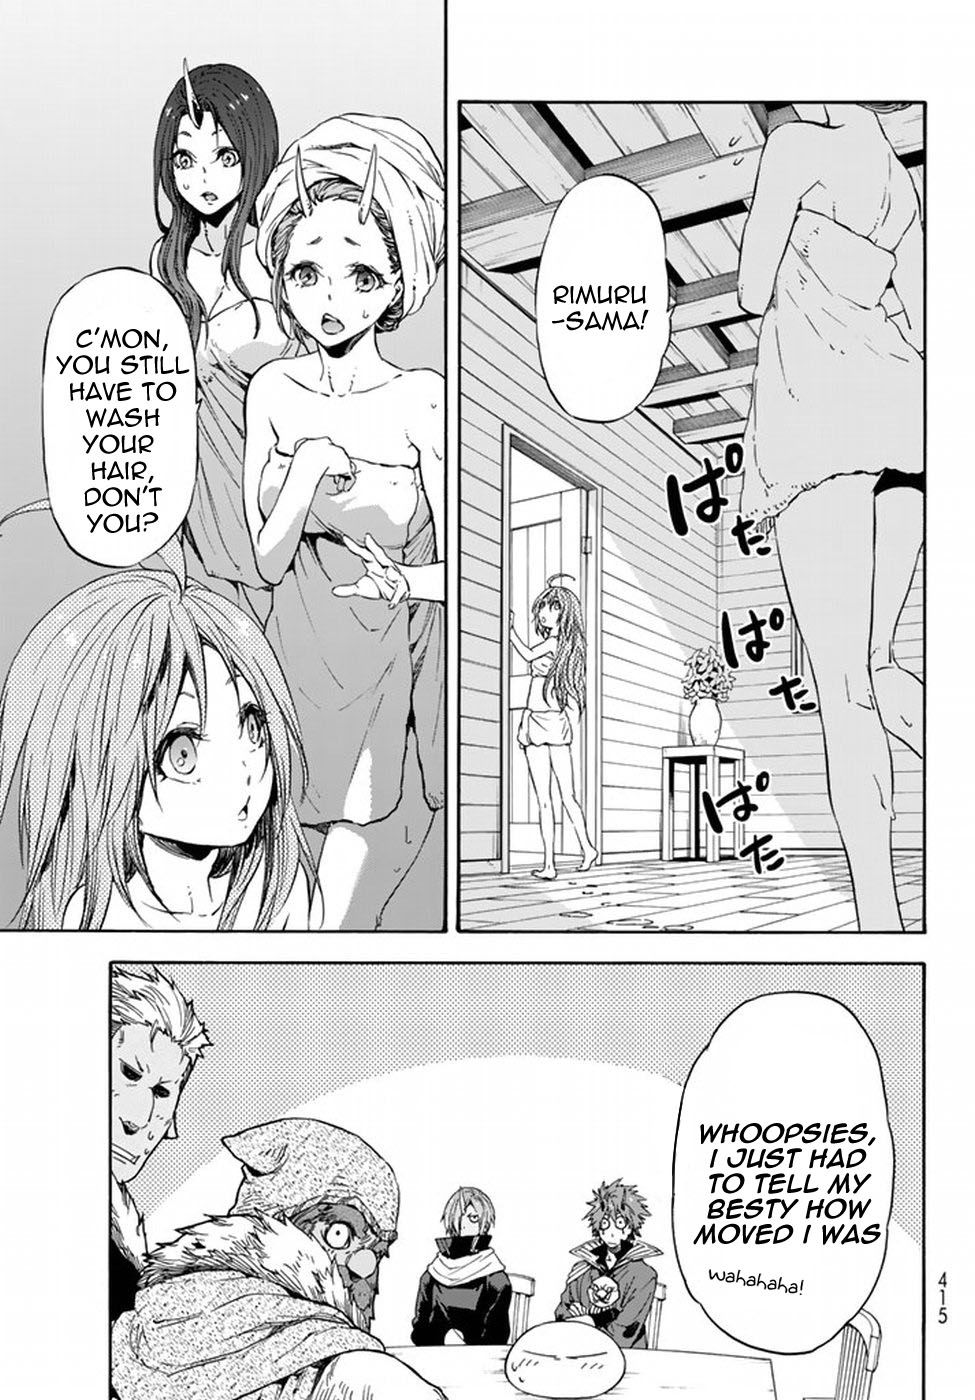 RIMURU
-SAMA!
ぱた
ぱた
ぱた
C'MON,
YOU STILL
HAVE TO
WASH
YOUR
HAIR,
DON'T
YOU?
WHOOPSIES,
I JUST HAD
TO TELL MY
BESTY HOW
MOVED I WAS
wahahaha!
415